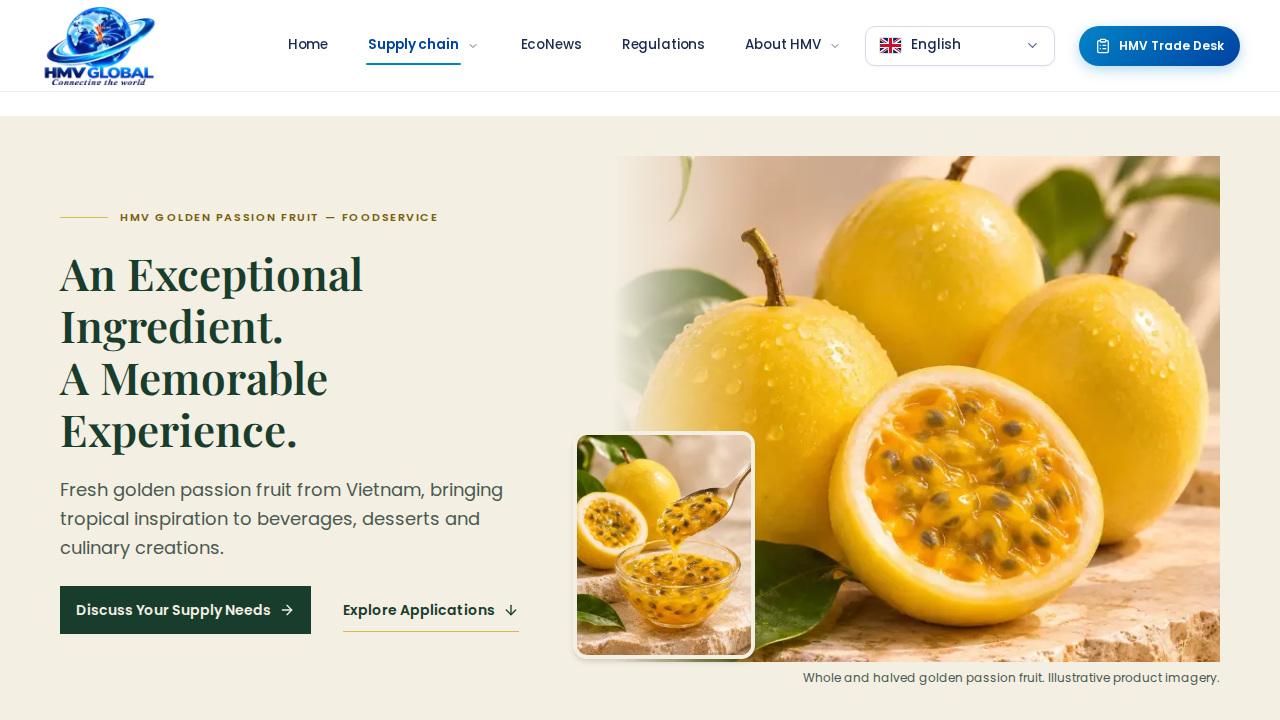 HMV GLOBAL
Connecting the world
Home
Supply chain
EcoNews
Regulations
About HMV
English
HMV Trade Desk
HMV GOLDEN PASSION FRUIT — FOODSERVICE
An Exceptional
Ingredient.
A Memorable
Experience.
Fresh golden passion fruit from Vietnam, bringing
tropical inspiration to beverages, desserts and
culinary creations.
Discuss Your Supply Needs
Explore Applications
Whole and halved golden passion fruit. Illustrative product imagery.